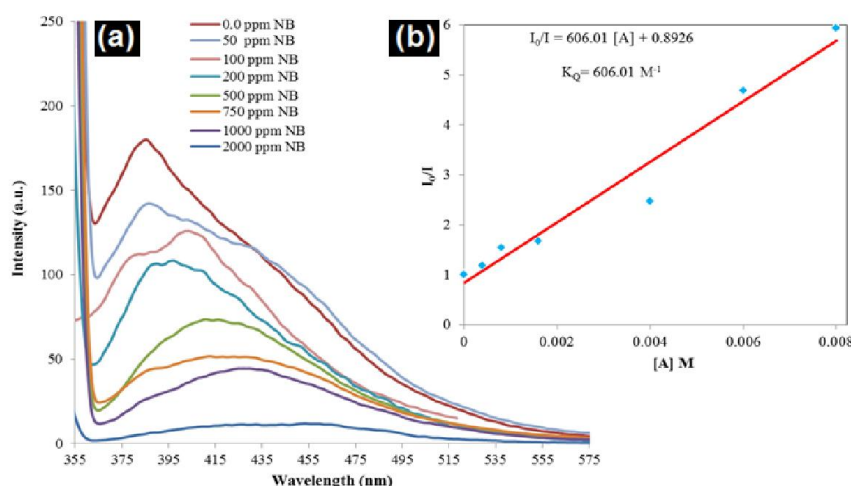 (a)
250
200
150
100
50
0
Intensity (a.u.)
0.0 ppm NB
50 ppm NB
100 ppm NB
200 ppm NB
500 ppm NB
750 ppm NB
1000 ppm NB
2000 ppm NB
355 375 395 415 435 455 475 495 515 535 555 575
Wavelength (nm)
(b)
6
5
4
3
2
1
0
I₀/I
I₀/I = 606.01 [A] + 0.8926
K_Q= 606.01 M⁻¹
0 0.002 0.004 0.006 0.008
[A] M